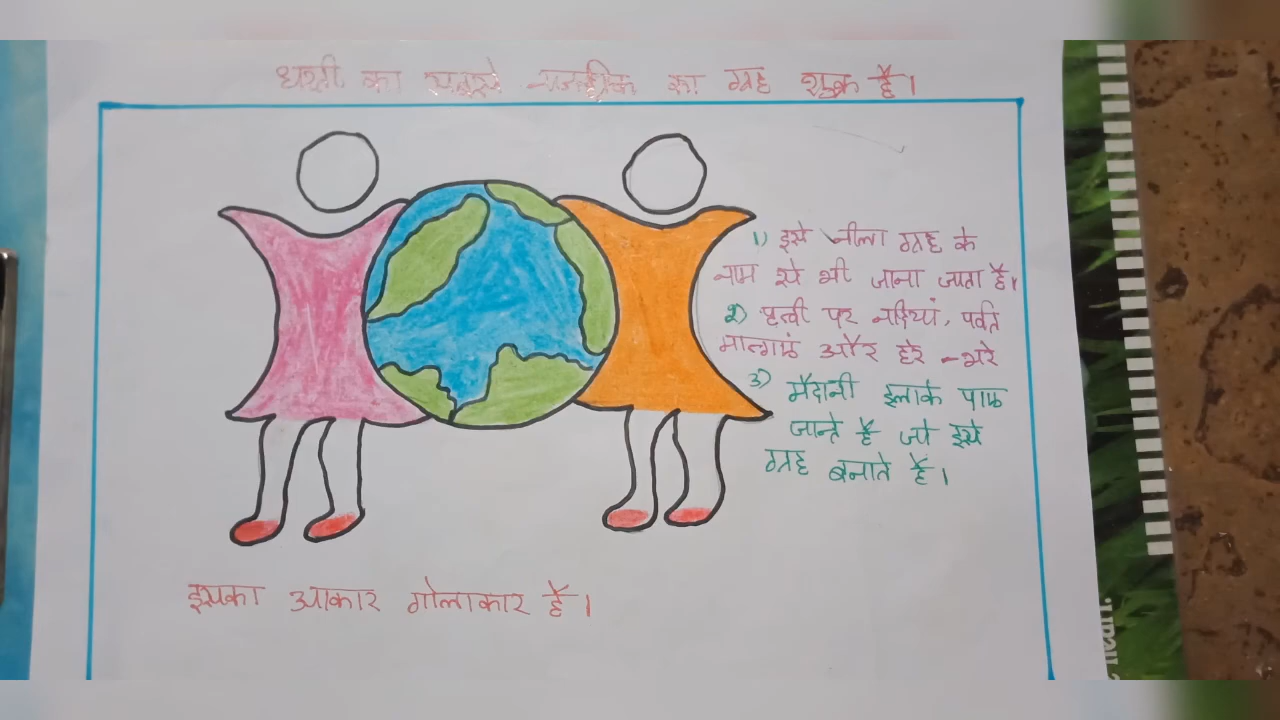 धरती का सबसे नजदीक का ग्रह शुक्र है।
1) इसे नीला ग्रह के
नाम से भी जाना जाता है।
2) पृथ्वी पर नदियां, पर्वत
मालाएं और हरे - भरे
3) मैदानी इलाके पाए
जाते है जो इसे
ग्रह बनाते हैं।
इसका आकार गोलाकार है।